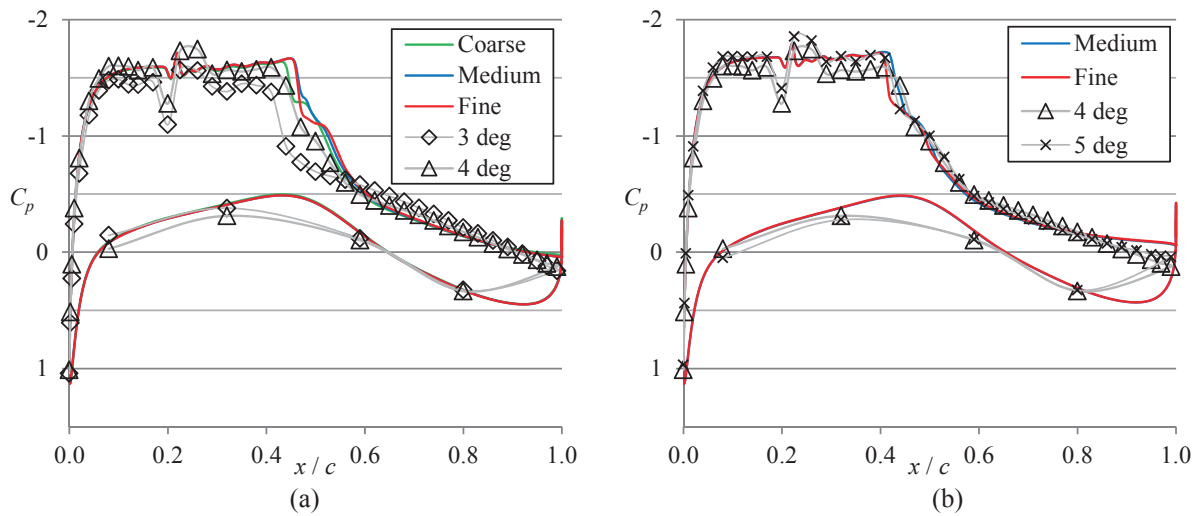 -2
-1
0
1
C_p
0.0 0.2 0.4 0.6 0.8 1.0
x / c
(a)
Coarse
Medium
Fine
3 deg
4 deg
-2
-1
0
1
C_p
0.0 0.2 0.4 0.6 0.8 1.0
x / c
(b)
Medium
Fine
4 deg
5 deg